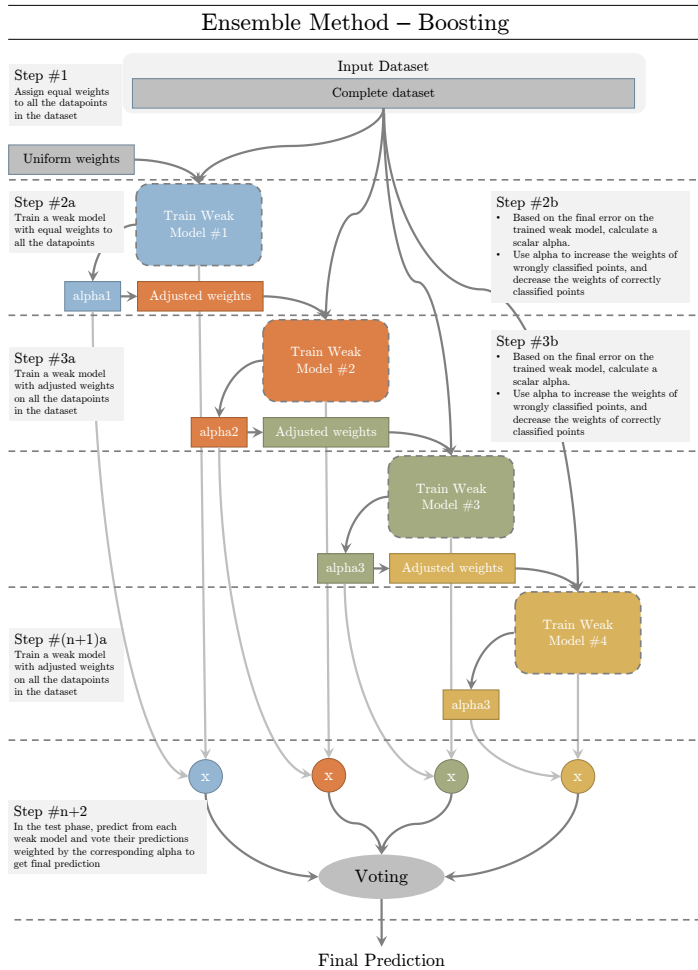 Ensemble Method – Boosting
Step #1
Assign equal weights
to all the datapoints
in the dataset
Input Dataset
Complete dataset
Uniform weights
Step #2a
Train a weak model
with equal weights to
all the datapoints
Train Weak
Model #1
Step #2b
• Based on the final error on the
trained weak model, calculate a
scalar alpha.
• Use alpha to increase the weights of
wrongly classified points, and
decrease the weights of correctly
classified points
alpha1
Adjusted weights
Step #3a
Train a weak model
with adjusted weights
on all the datapoints
in the dataset
Train Weak
Model #2
Step #3b
• Based on the final error on the
trained weak model, calculate a
scalar alpha.
• Use alpha to increase the weights of
wrongly classified points, and
decrease the weights of correctly
classified points
alpha2
Adjusted weights
Train Weak
Model #3
alpha3
Adjusted weights
Step #(n+1)a
Train a weak model
with adjusted weights
on all the datapoints
in the dataset
Train Weak
Model #4
alpha3
x
x
x
x
Step #n+2
In the test phase, predict from each
weak model and vote their predictions
weighted by the corresponding alpha to
get final prediction
Voting
Final Prediction